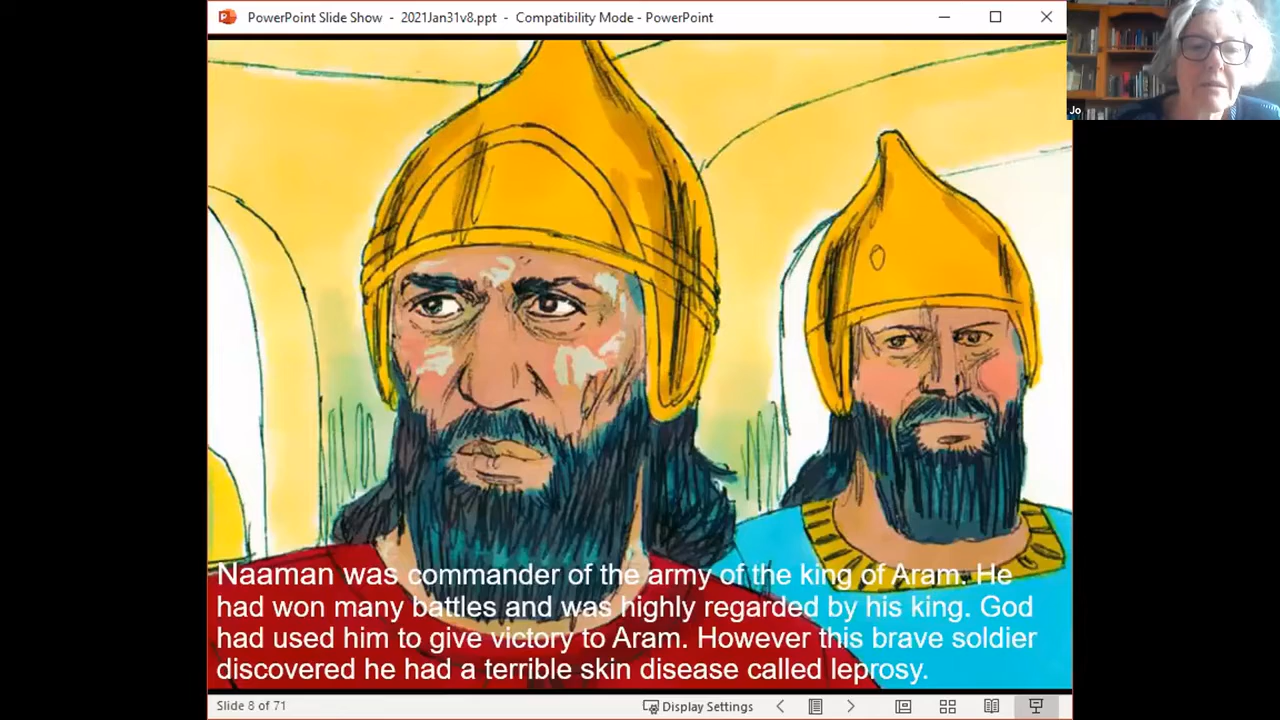 PowerPoint Slide Show - 2021Jan31v8.ppt - Compatibility Mode - PowerPoint
Jo
Naaman was commander of the army of the king of Aram. He
had won many battles and was highly regarded by his king. God
had used him to give victory to Aram. However this brave soldier
discovered he had a terrible skin disease called leprosy.
Slide 8 of 71
Display Settings